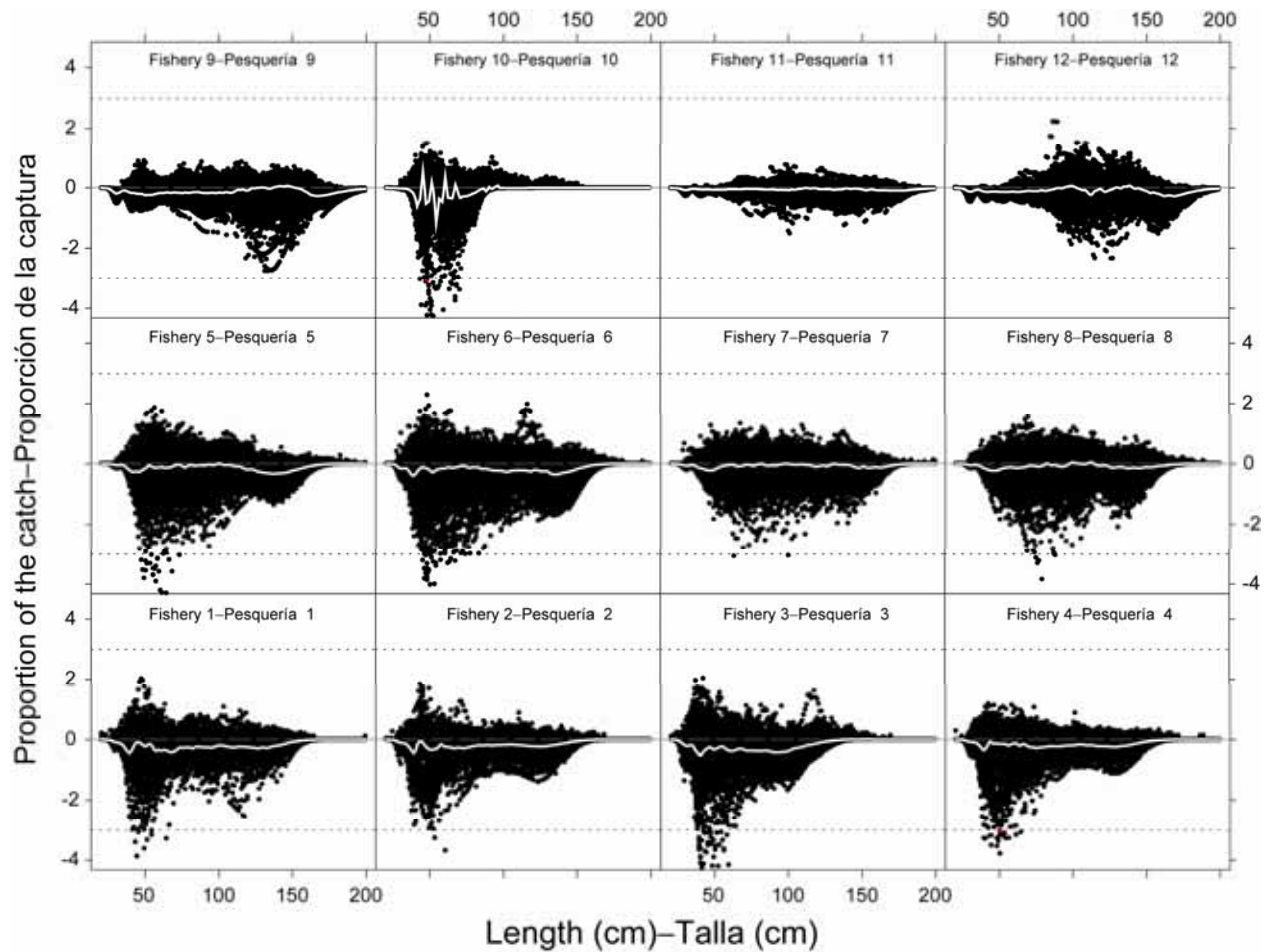 50 100 150 200 50 100 150 200
Fishery 9–Pesquería 9 Fishery 10–Pesquería 10 Fishery 11–Pesquería 11 Fishery 12–Pesquería 12
4
2
0
-2
-4
Fishery 5–Pesquería 5 Fishery 6–Pesquería 6 Fishery 7–Pesquería 7 Fishery 8–Pesquería 8
4
2
0
-2
-4
Fishery 1–Pesquería 1 Fishery 2–Pesquería 2 Fishery 3–Pesquería 3 Fishery 4–Pesquería 4
4
2
0
-2
-4
50 100 150 200 50 100 150 200
Proportion of the catch–Proporción de la captura
Length (cm)–Talla (cm)